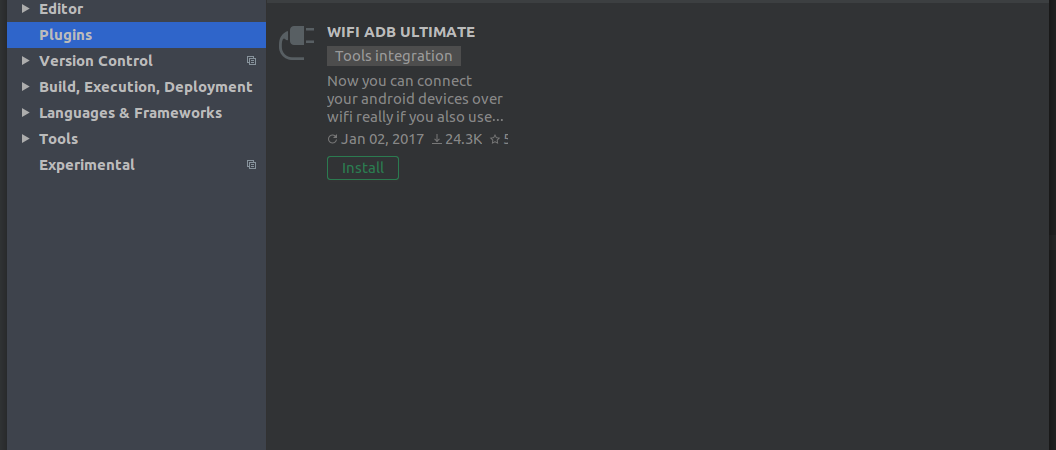 Editor
Plugins
Version Control
Build, Execution, Deployment
Languages & Frameworks
Tools
Experimental
WIFI ADB ULTIMATE
Tools integration
Now you can connect
your android devices over
wifi really if you also use...
Jan 02, 2017 24.3K
Install